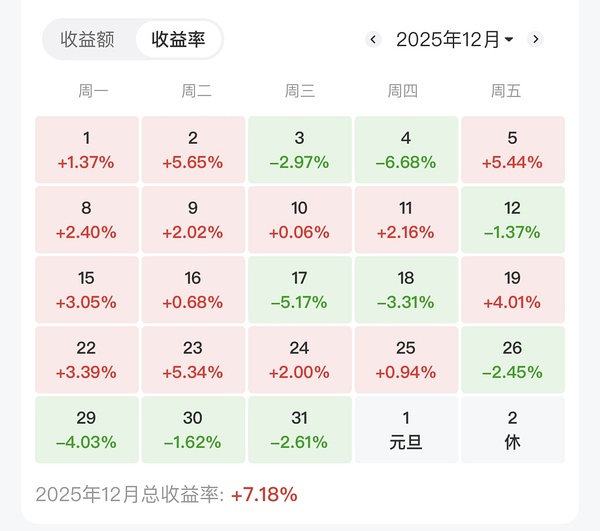 收益额 收益率 2025年12月
周一 周二 周三 周四 周五
1 2 3 4 5
+1.37% +5.65% −2.97% −6.68% +5.44%
8 9 10 11 12
+2.40% +2.02% +0.06% +2.16% −1.37%
15 16 17 18 19
+3.05% +0.68% −5.17% −3.31% +4.01%
22 23 24 25 26
+3.39% +5.34% +2.00% +0.94% −2.45%
29 30 31 1 2
−4.03% −1.62% −2.61% 元旦 休
2025年12月总收益率: +7.18%